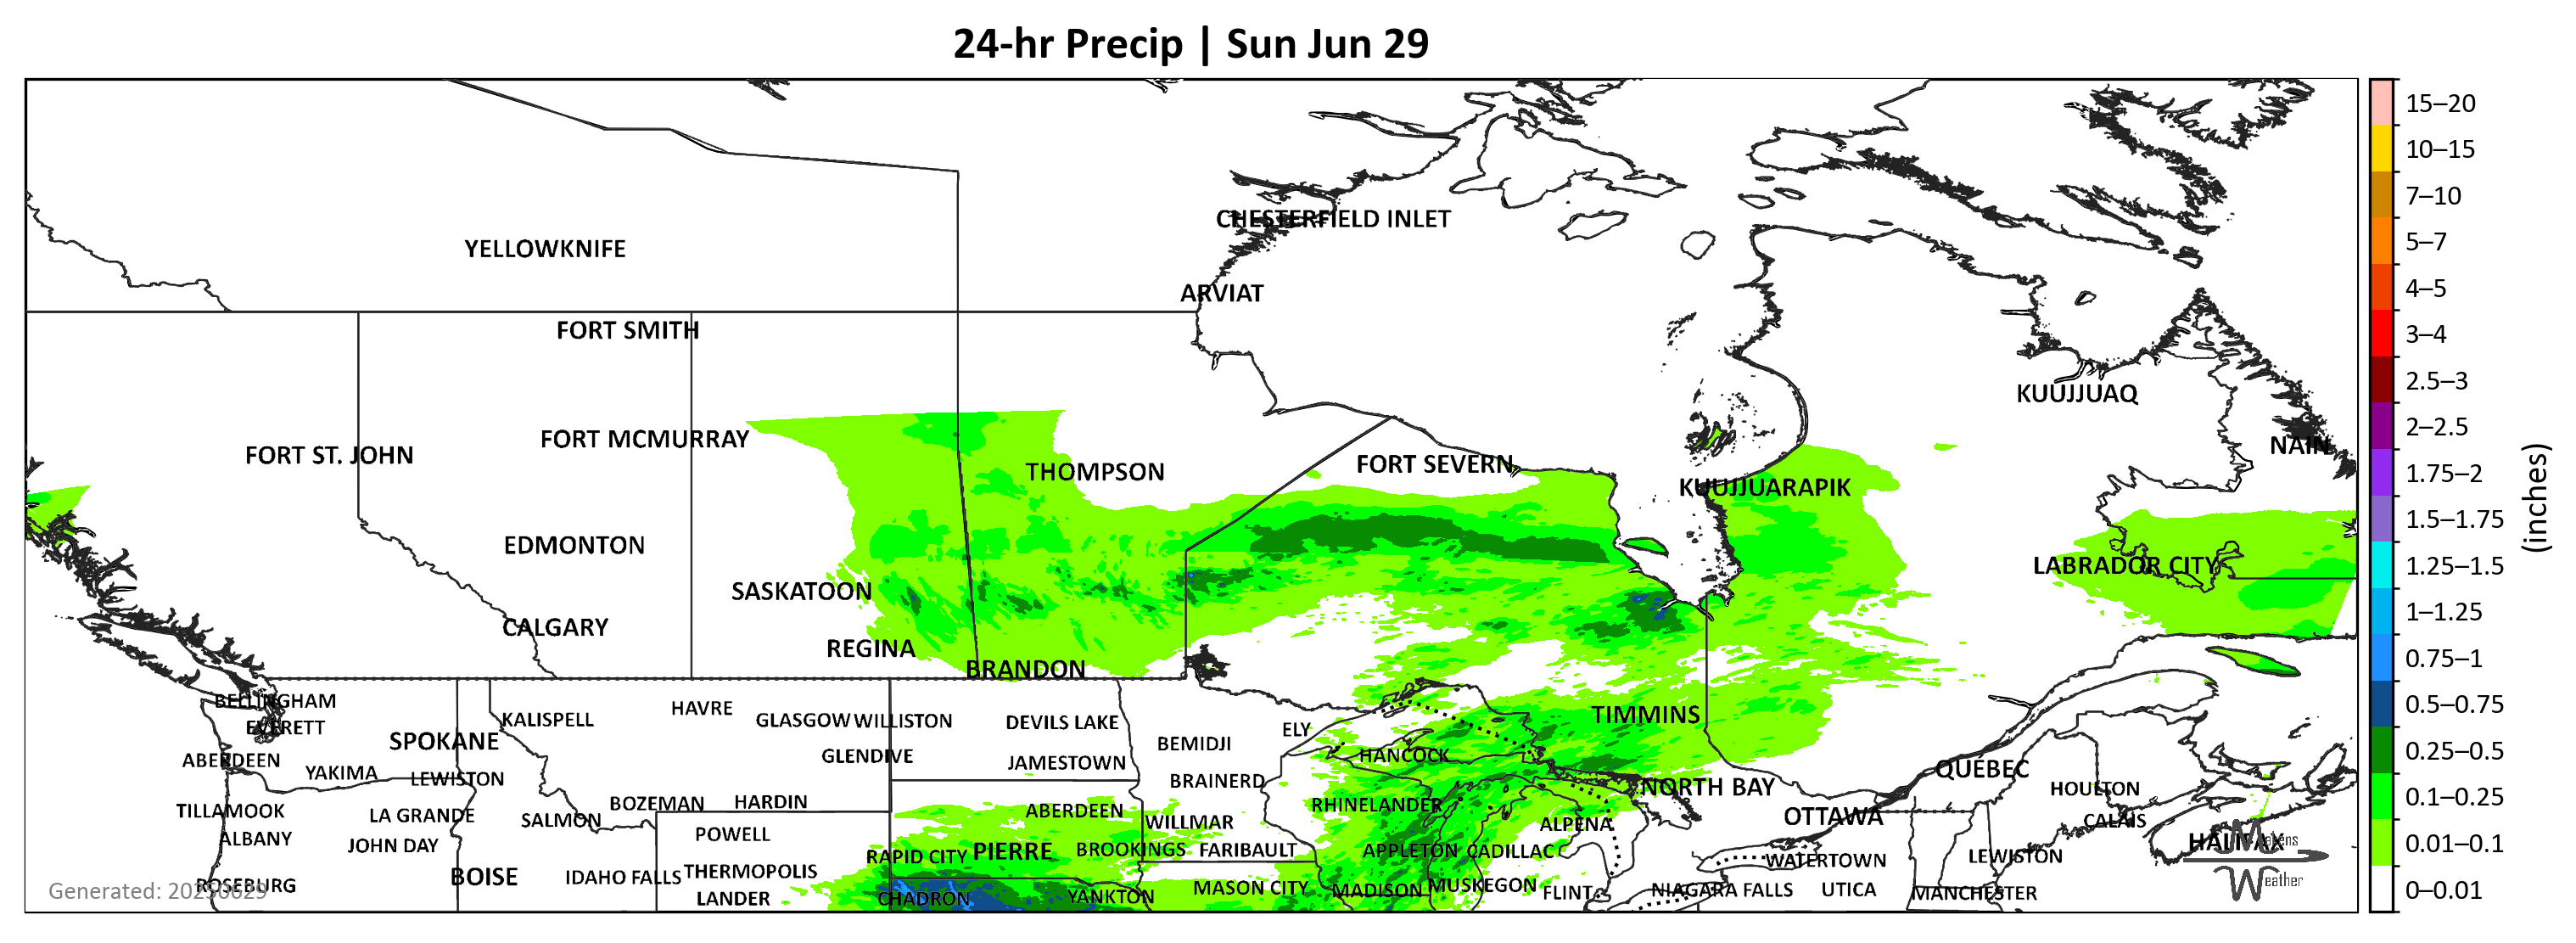 24-hr Precip | Sun Jun 29
15–20
10–15
CHESTERFIELD INLET
7–10
YELLOWKNIFE
5–7
ARVIAT
4–5
FORT SMITH
3–4
KUUJJUAQ
2.5–3
FORT MCMURRAY
2–2.5
NAIN
FORT ST. JOHN
THOMPSON
FORT SEVERN
1.75–2
KUUJJUARAPIK
(inches)
1.5–1.75
EDMONTON
LABRADOR CITY
1.25–1.5
SASKATOON
1–1.25
CALGARY
REGINA
0.75–1
BRANDON
BELLINGHAM
0.5–0.75
HAVRE
KALISPELL
GLASGOW
WILLISTON
DEVILS LAKE
TIMMINS
EVERETT
ELY
SPOKANE
BEMIDJI
0.25–0.5
ABERDEEN
GLENDIVE
JAMESTOWN
HANCOCK
QUÉBEC
YAKIMA
LEWISTON
BRAINERD
NORTH BAY
HOULTON
0.1–0.25
TILLAMOOK
LA GRANDE
BOZEMAN
HARDIN
ABERDEEN
RHINELANDER
OTTAWA
SALMON
WILLMAR
ALPENA
CALAIS
ALBANY
JOHN DAY
POWELL
HALIFAX
0.01–0.1
RAPID CITY
PIERRE
BROOKINGS
FARIBAULT
APPLETON
CADILLAC
WATERTOWN
LEWISTON
Matens
BOISE
IDAHO FALLS
THERMOPOLIS
Weather
ROSEBURG
Generated: 20250629
LANDER
CHADRON
YANKTON
MASON CITY
MADISON
MUSKEGON
FLINT
NIAGARA FALLS
UTICA
MANCHESTER
0–0.01